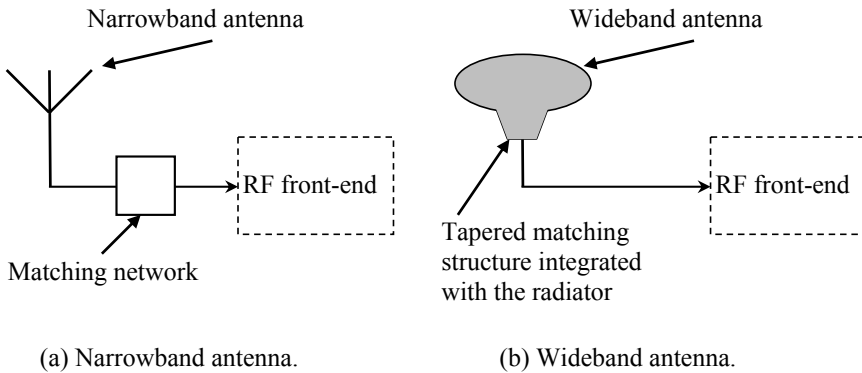 Narrowband antenna
RF front-end
Matching network
(a) Narrowband antenna.
Wideband antenna
RF front-end
Tapered matching
structure integrated
with the radiator
(b) Wideband antenna.